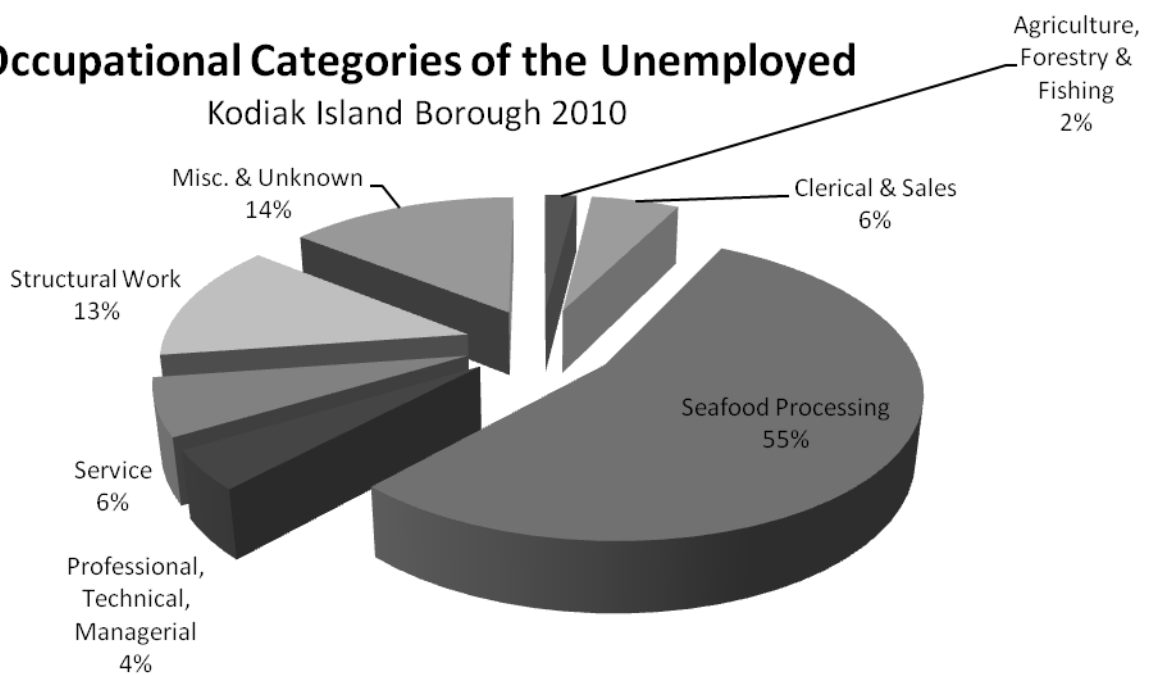 Occupational Categories of the Unemployed
Kodiak Island Borough 2010
Agriculture,
Forestry &
Fishing
2%
Clerical & Sales
6%
Seafood Processing
55%
Professional,
Technical,
Managerial
4%
Service
6%
Structural Work
13%
Misc. & Unknown
14%